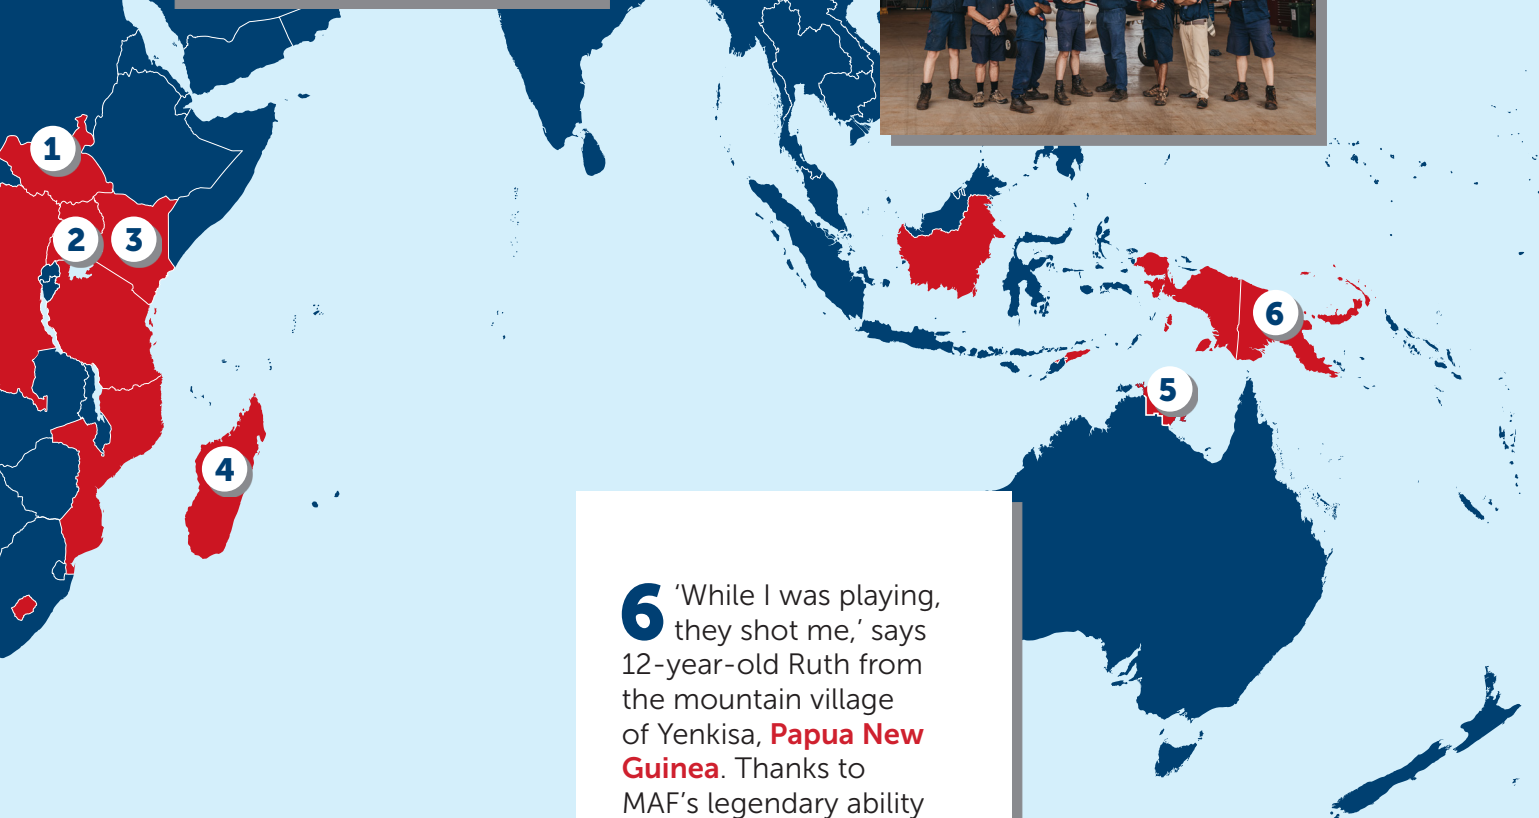 1
2
3
4
5
6
6 ‘While I was playing,
they shot me,’ says
12-year-old Ruth from
the mountain village
of Yenkisa, Papua New
Guinea. Thanks to
MAF’s legendary ability